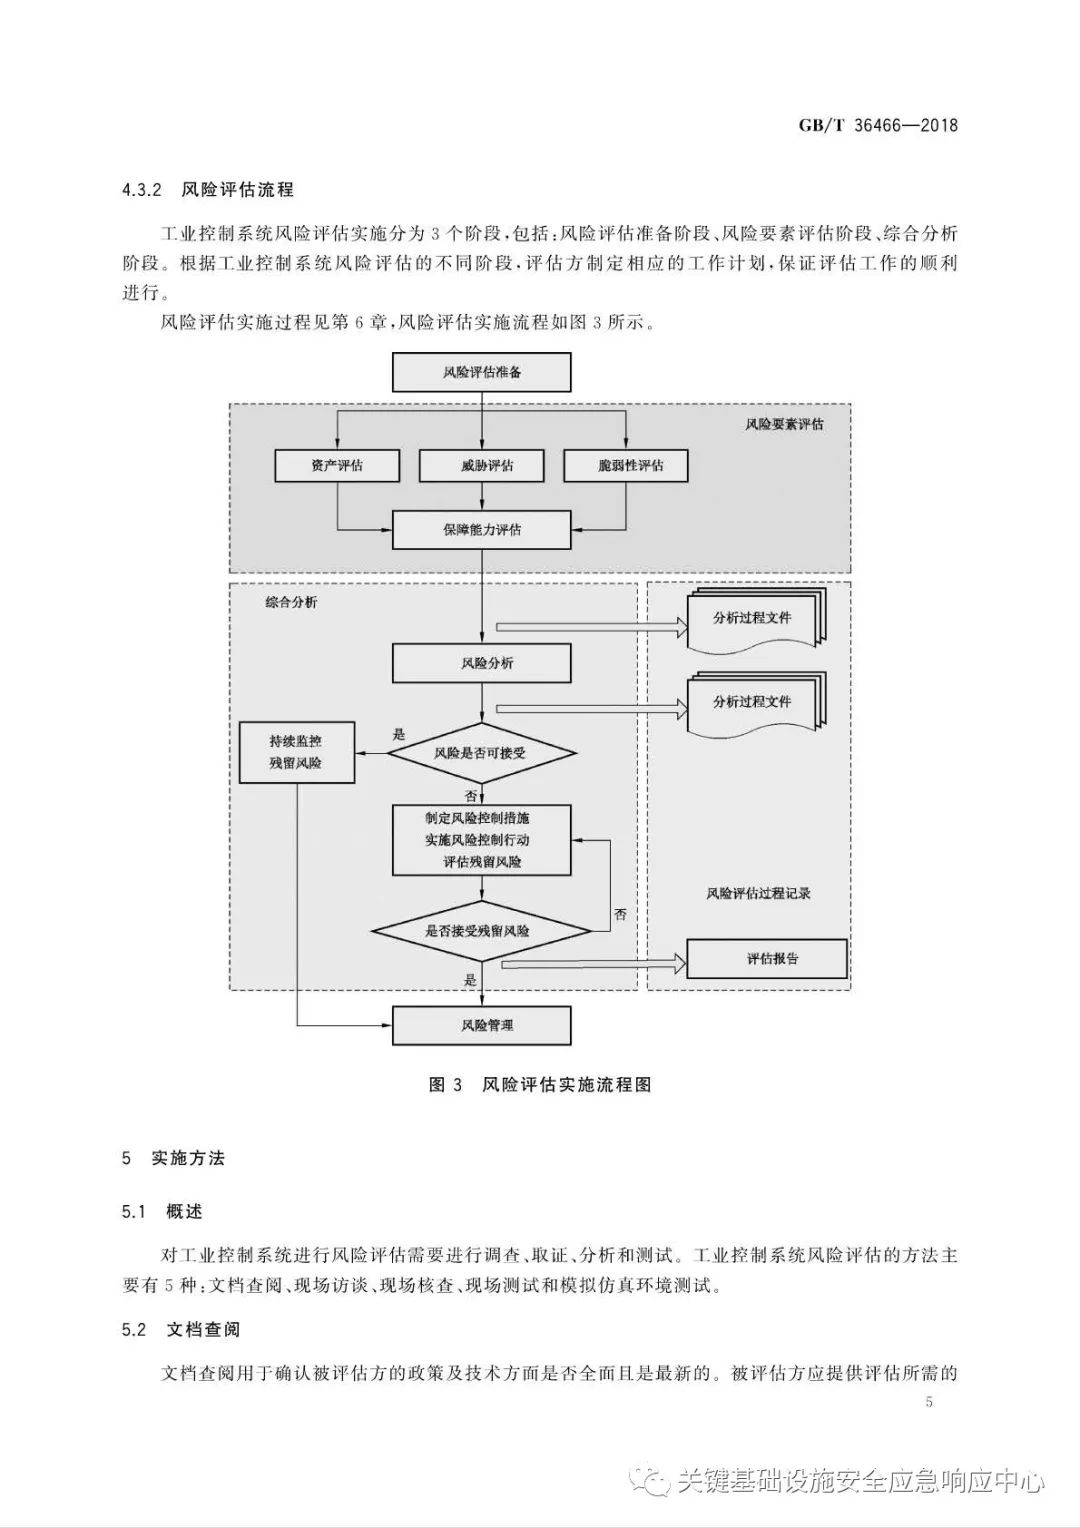 GB/T 36466—2018
4.3.2 风险评估流程
工业控制系统风险评估实施分为3个阶段,包括:风险评估准备阶段、风险要素评估阶段、综合分析
阶段。根据工业控制系统风险评估的不同阶段,评估方制定相应的工作计划,保证评估工作的顺利
进行。
风险评估实施过程见第6章,风险评估实施流程如图3所示。
风险评估准备
风险要素评估
资产评估
威胁评估
脆弱性评估
保障能力评估
综合分析
分析过程文件
风险分析
分析过程文件
是
持续监控
残留风险
风险是否可接受
否
制定风险控制措施
实施风险控制行动
评估残留风险
风险评估过程记录
否
是否接受残留风险
评估报告
是
风险管理
图3 风险评估实施流程图
5 实施方法
5.1 概述
对工业控制系统进行风险评估需要进行调查、取证、分析和测试。工业控制系统风险评估的方法主
要有5种:文档查阅、现场访谈、现场核查、现场测试和模拟仿真环境测试。
5.2 文档查阅
文档查阅用于确认被评估方的政策及技术方面是否全面且是最新的。被评估方应提供评估所需的
5
关键基础设施安全应急响应中心